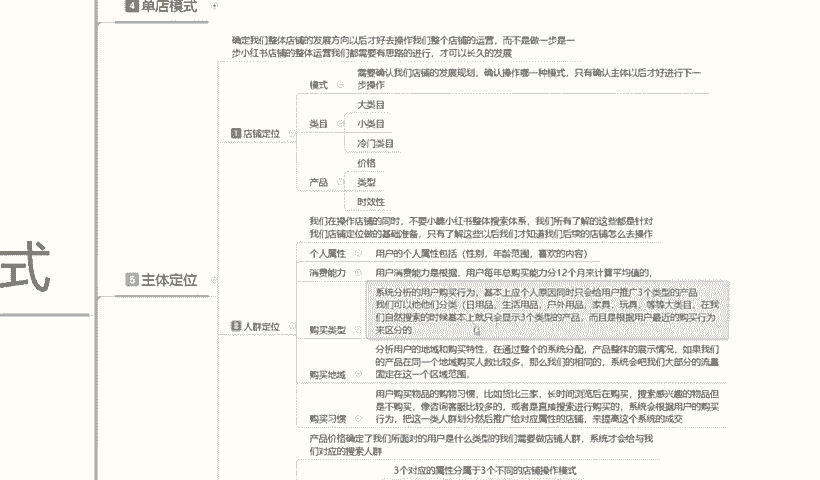 4 单店模式
确定我们整体店铺的发展方向以后才好去操作我们整个店铺的运营，而不是做一步是一
步小红书店铺的整体运营我们都需要有思路的进行，才可以长久的发展
需要确认我们店铺的发展规划，确认操作哪一种模式，只有确认主体以后才好进行下一
模式 步操作
大类目
类目 小类目
1 店铺定位
冷门类目
价格
产品 类型
时效性
我们在操作店铺的同时，不要小瞧小红书整体搜索体系，我们所有了解的这些都是针对
我们店铺定位做的基础准备，只有了解这些以后我们才知道我们后续的店铺怎么去操作
个人属性 用户的个人属性包括（性别，年龄范围，喜欢的内容）
式
5 主体定位
消费能力 用户消费能力是根据，用户每年总购买能力分12个月来计算平均值的，
系统分析的用户购买行为，基本上应个人原因同时只会给用户推介3个类型的产品
我们可以他他们分类（日用品，生活用品，户外用品，家具，玩具，等等大类目，在我
们自然搜索的时候基本上就只会显示3个类型的产品，而且是根据用户最近的购买行为
来区分的
2 人群定位
购买类型
分析用户的地域和购买特性，在通过整个的系统分配，产品整体的展示情况，如果我们
的产品在同一个地域购买人数比较多，那么我们的相同的，系统会吧我们大部分的流量
购买地域 固定在这一个区域范围，
用户购买物品的购物习惯，比如货比三家，长时间浏览后在购买，搜索感兴趣的物品但
是不购买，像咨询客服比较多的，或者是直接搜索进行购买的，系统会根据用户的购买
购买习惯 行为，把这一类人群划分然后推广给对应属性的店铺，来提高这个系统的成交
产品价格确定了我们所面对的用户是什么类型的我们需要做店铺人群，系统才会给与我
们对应的搜索人群
3个对应的属性分属于3个不同的店铺操作模式